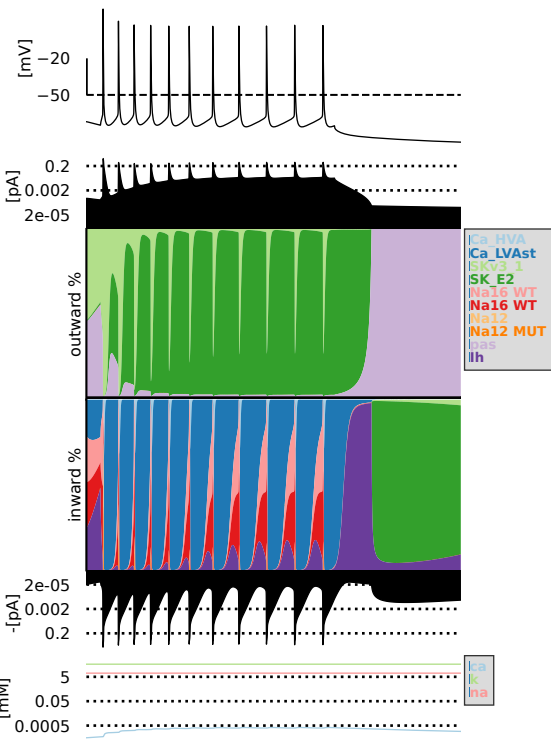 [mV]
−20
−50
[pA]
0.2
0.002
2e-05
outward %
Ca_HVA
Ca_LVAst
SKv3_1
SK_E2
Na16 WT
Na16 WT
Na12
Na12 MUT
pas
Ih
inward %
-[pA]
2e-05
0.002
0.2
[mM]
5
0.05
0.0005
ca
k
na